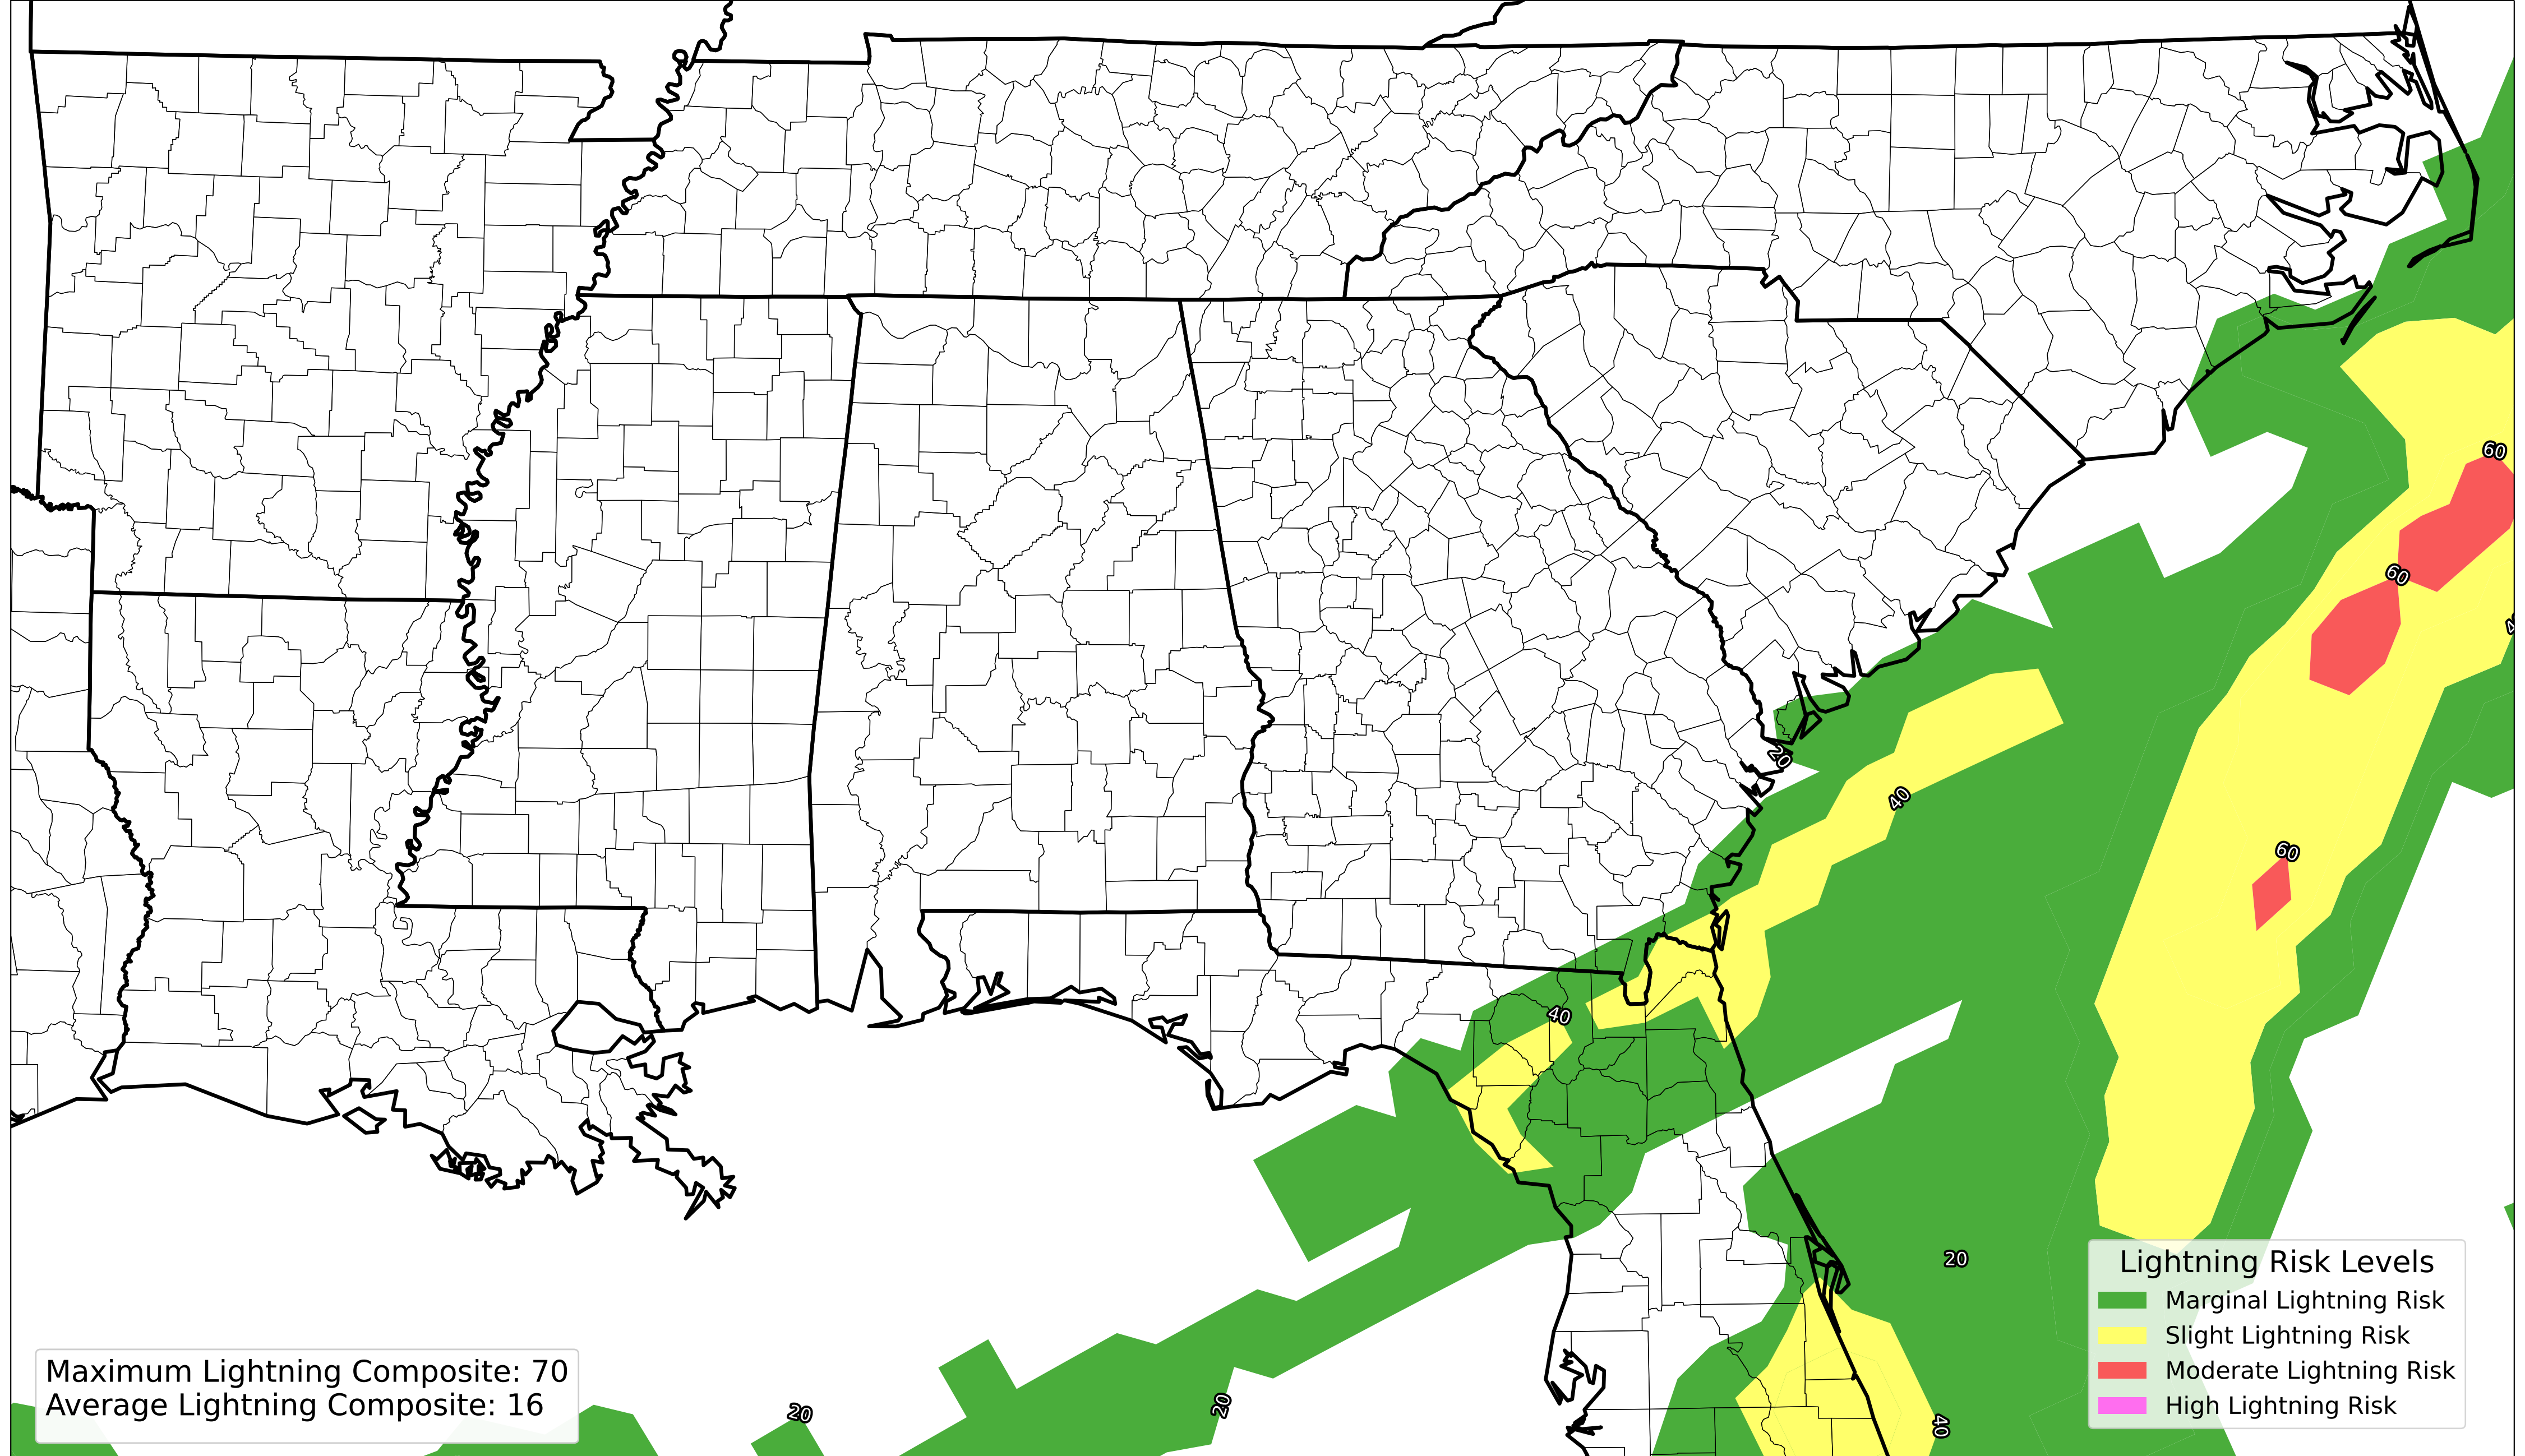 60
60
4
20
40
60
40
20
Lightning Risk Levels
Marginal Lightning Risk
Slight Lightning Risk
Moderate Lightning Risk
High Lightning Risk
Maximum Lightning Composite: 70
Average Lightning Composite: 16
20
20
40